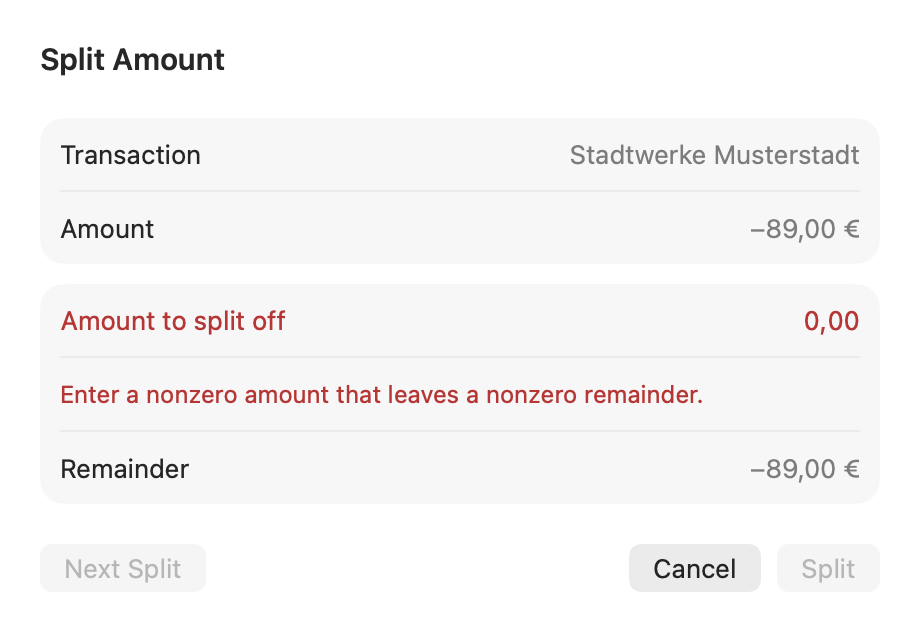 Split Amount
Transaction Stadtwerke Musterstadt
Amount –89,00 €
Amount to split off 0,00
Enter a nonzero amount that leaves a nonzero remainder.
Remainder –89,00 €
Next Split Cancel Split